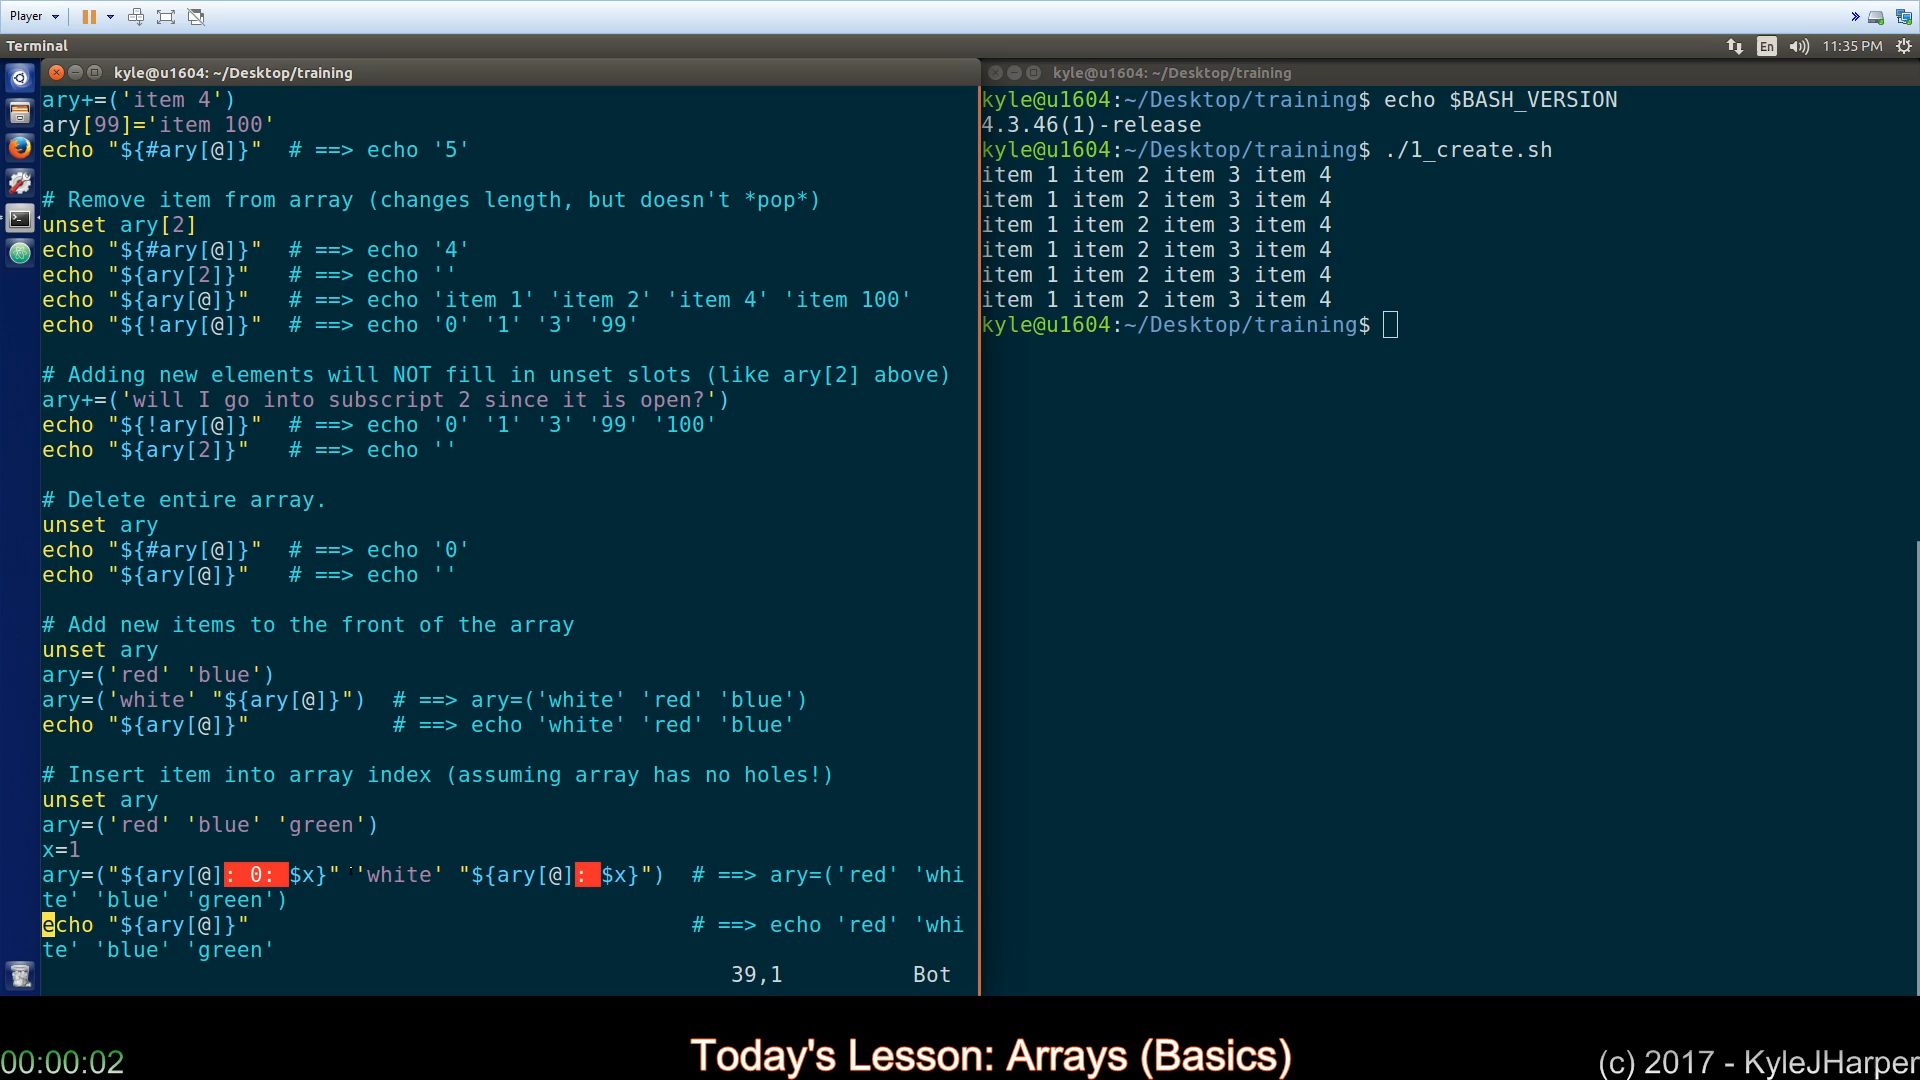 Player
Terminal
En
11:35 PM
kyle@u1604: ~/Desktop/training
ary+=('item 4')
ary[99]='item 100'
echo "${#ary[@]}"  # ==> echo '5'
# Remove item from array (changes length, but doesn't *pop*)
unset ary[2]
echo "${#ary[@]}"  # ==> echo '4'
echo "${ary[2]}"   # ==> echo ''
echo "${ary[@]}"   # ==> echo 'item 1' 'item 2' 'item 4' 'item 100'
echo "${!ary[@]}"  # ==> echo '0' '1' '3' '99'
# Adding new elements will NOT fill in unset slots (like ary[2] above)
ary+=('will I go into subscript 2 since it is open?')
echo "${!ary[@]}"  # ==> echo '0' '1' '3' '99' '100'
echo "${ary[2]}"   # ==> echo ''
# Delete entire array.
unset ary
echo "${#ary[@]}"  # ==> echo '0'
echo "${ary[@]}"   # ==> echo ''
# Add new items to the front of the array
unset ary
ary=('red' 'blue')
ary=('white' "${ary[@]}")  # ==> ary=('white' 'red' 'blue')
echo "${ary[@]}"           # ==> echo 'white' 'red' 'blue'
# Insert item into array index (assuming array has no holes!)
unset ary
ary=('red' 'blue' 'green')
x=1
ary=("${ary[@]: 0: $x}" 'white' "${ary[@]: $x}")  # ==> ary=('red' 'whi
te' 'blue' 'green')
echo "${ary[@]}"                                  # ==> echo 'red' 'whi
te' 'blue' 'green'
39,1          Bot
kyle@u1604: ~/Desktop/training
kyle@u1604:~/Desktop/training$ echo $BASH_VERSION
4.3.46(1)-release
kyle@u1604:~/Desktop/training$ ./1_create.sh
item 1 item 2 item 3 item 4
item 1 item 2 item 3 item 4
item 1 item 2 item 3 item 4
item 1 item 2 item 3 item 4
item 1 item 2 item 3 item 4
item 1 item 2 item 3 item 4
kyle@u1604:~/Desktop/training$
00:00:02
Today's Lesson: Arrays (Basics)
(c) 2017 - KyleJHarper